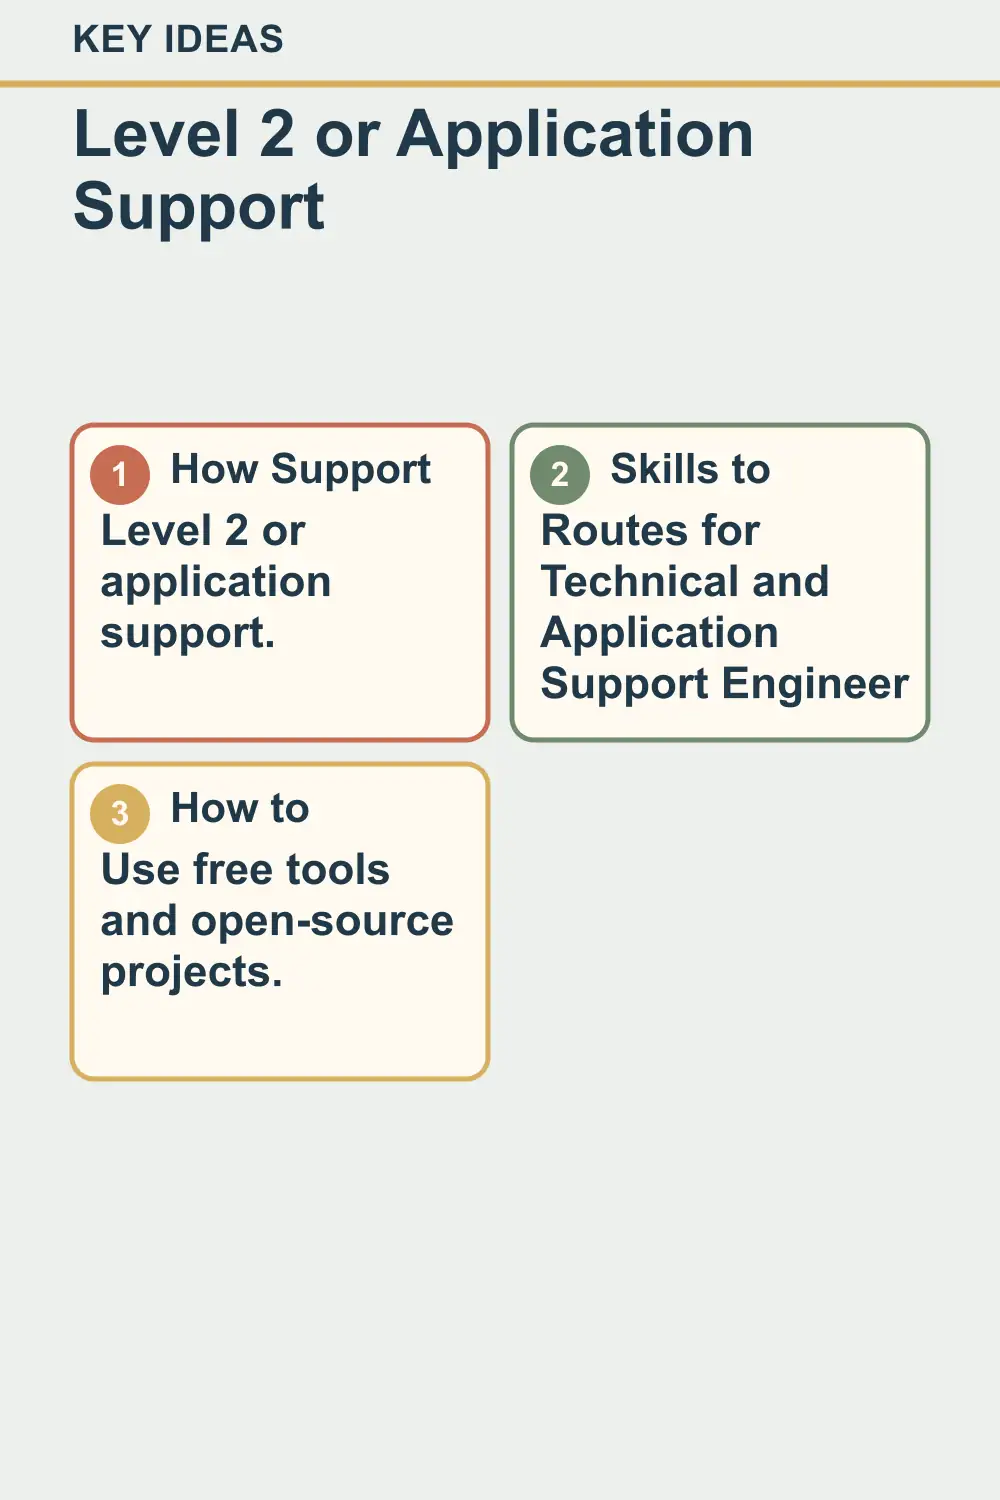 KEY IDEAS
Level 2 or Application
Support
1 How Support
Level 2 or
application
support.
2 Skills to
Routes for
Technical and
Application
Support Engineer
3 How to
Use free tools
and open-source
projects.